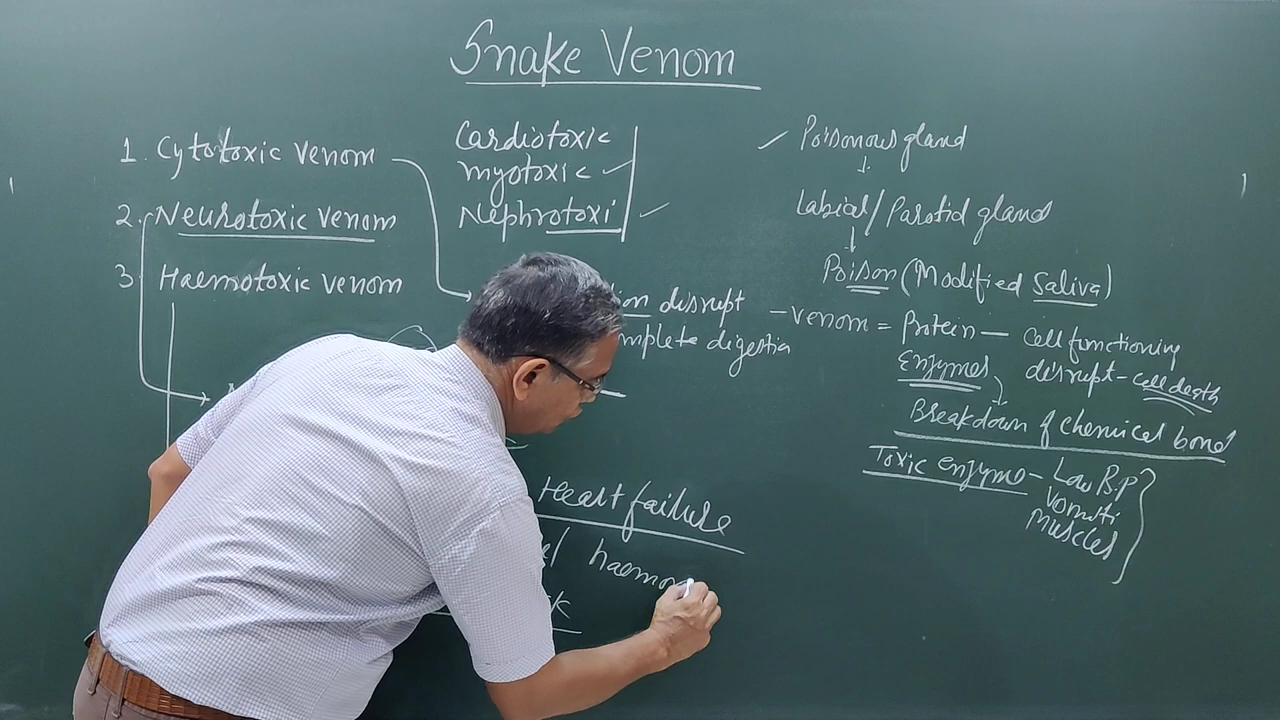 Snake Venom
1. Cytotoxic venom
2. Neurotoxic venom
3 Haemotoxic venom
Cardiotoxic
myotoxic
Nephrotoxi
disrupt
digestia
Heart failure
haemo
Poisonous gland
Labial/Parotid gland
Poison (Modified Saliva)
- venom = Protein — Cell functioning
Enzymes disrupt - cell death
Breakdown of chemical bond
Toxic enzyme - Low B.P
Vomiti
Muscles